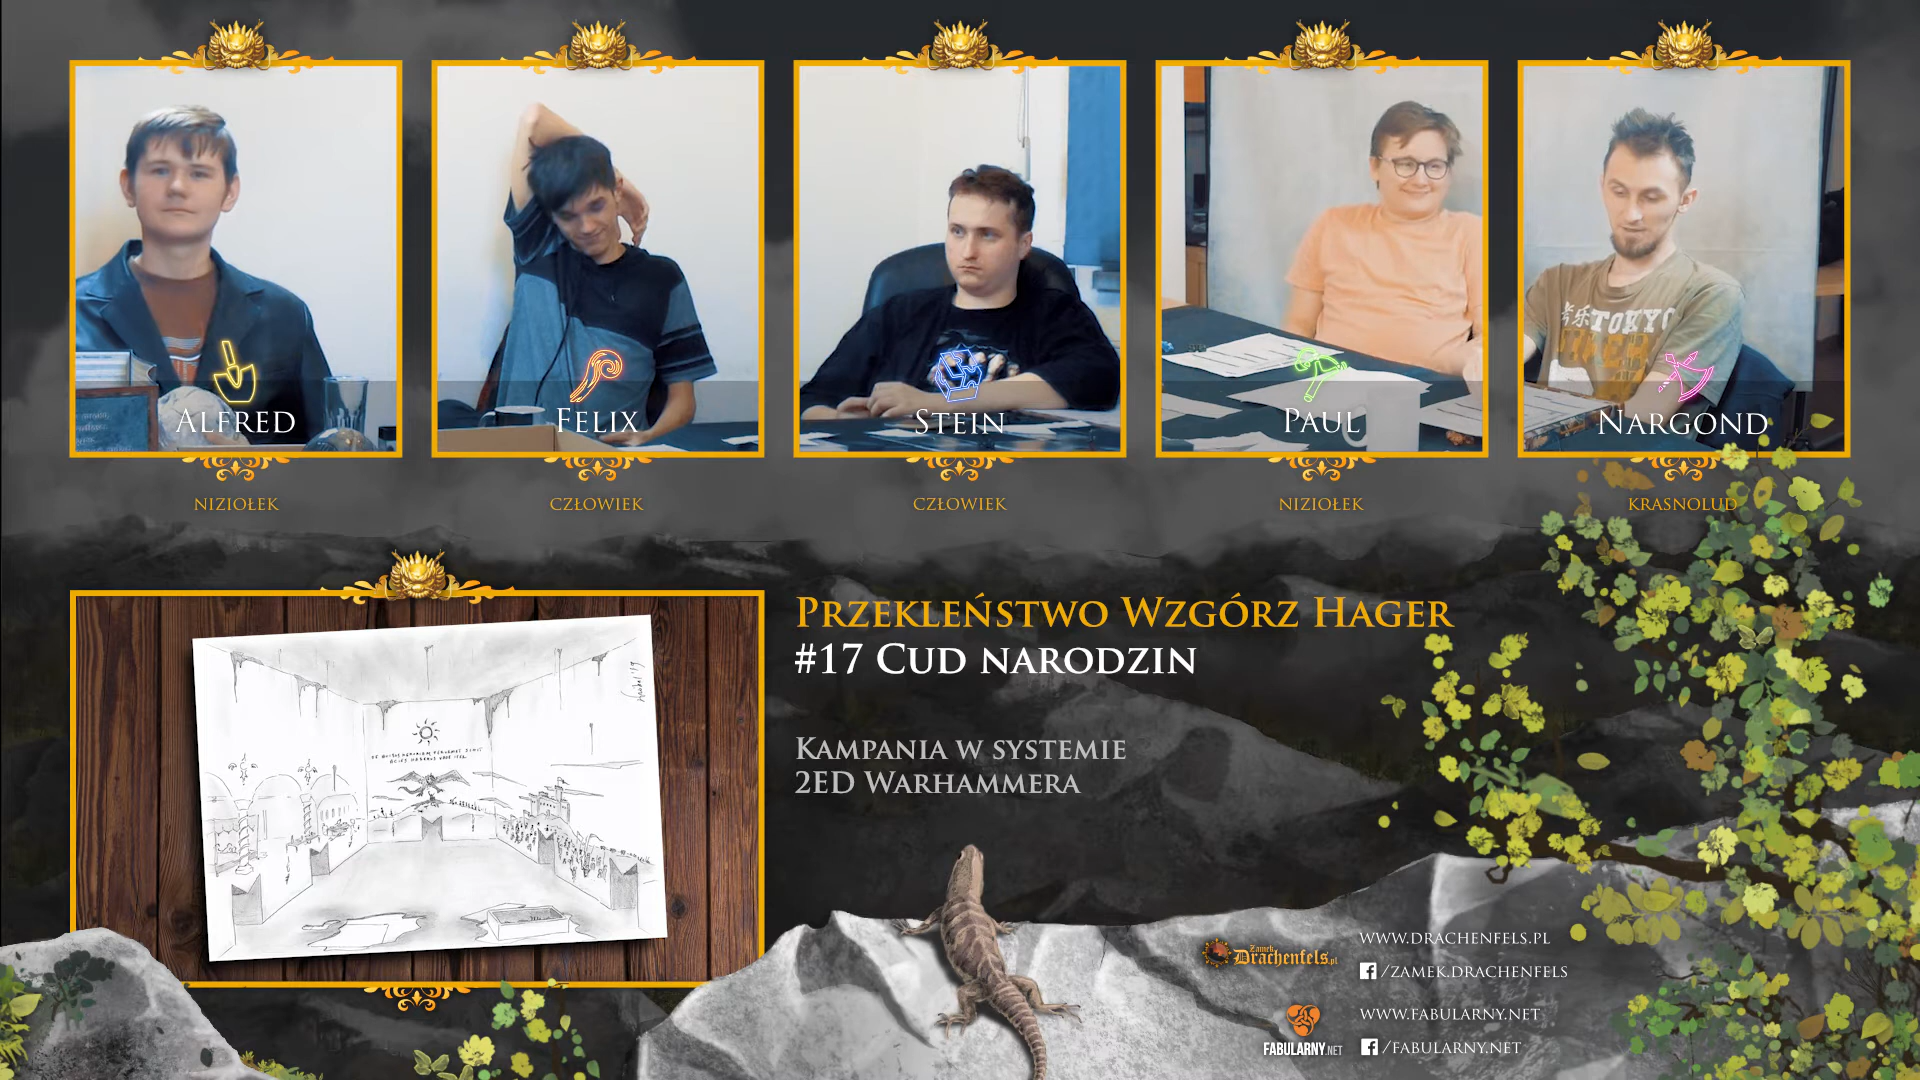 ALFRED
FELIX
STEIN
PAUL
NARGOND
TOKYO
NIZIOŁEK
CZŁOWIEK
CZŁOWIEK
NIZIOŁEK
KRASNOLUD
PRZEKLEŃSTWO WZGÓRZ HAGER
#17 CUD NARODZIN
KAMPANIA W SYSTEMIE
2ED WARHAMMERA
Zamek
Drachenfels.pl
WWW.DRACHENFELS.PL
/ZAMEK.DRACHENFELS
FABULARNY.NET
WWW.FABULARNY.NET
/FABULARNY.NET